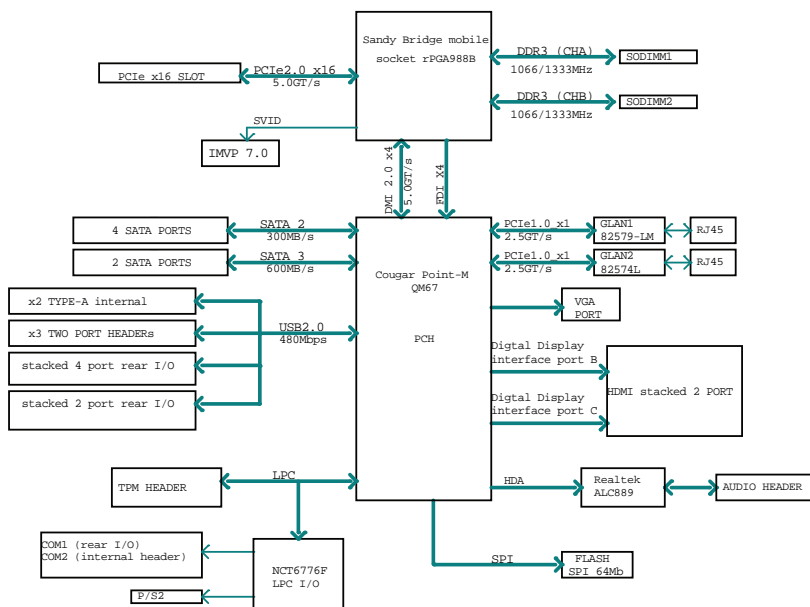 Sandy Bridge mobile
socket rPGA988B
PCIe x16 SLOT
PCIe2.0 x16
5.0GT/s
DDR3 (CHA)
1066/1333MHz
SODIMM1
DDR3 (CHB)
1066/1333MHz
SODIMM2
SVID
IMVP 7.0
DMI 2.0 x4
5.0GT/s
FDI X4
4 SATA PORTS
SATA 2
300MB/s
2 SATA PORTS
SATA 3
600MB/s
PCIe1.0_x1
2.5GT/s
GLAN1
82579-LM
RJ45
PCIe1.0_x1
2.5GT/s
GLAN2
82574L
RJ45
Cougar Point-M
QM67
PCH
x2 TYPE-A internal
x3 TWO PORT HEADERs
stacked 4 port rear I/O
stacked 2 port rear I/O
USB2.0
480Mbps
VGA
PORT
Digtal Display
interface port B
Digtal Display
interface port C
HDMI stacked 2 PORT
TPM HEADER
LPC
HDA
Realtek
ALC889
AUDIO HEADER
COM1 (rear I/O)
COM2 (internal header)
P/S2
NCT6776F
LPC I/O
SPI
FLASH
SPI 64Mb